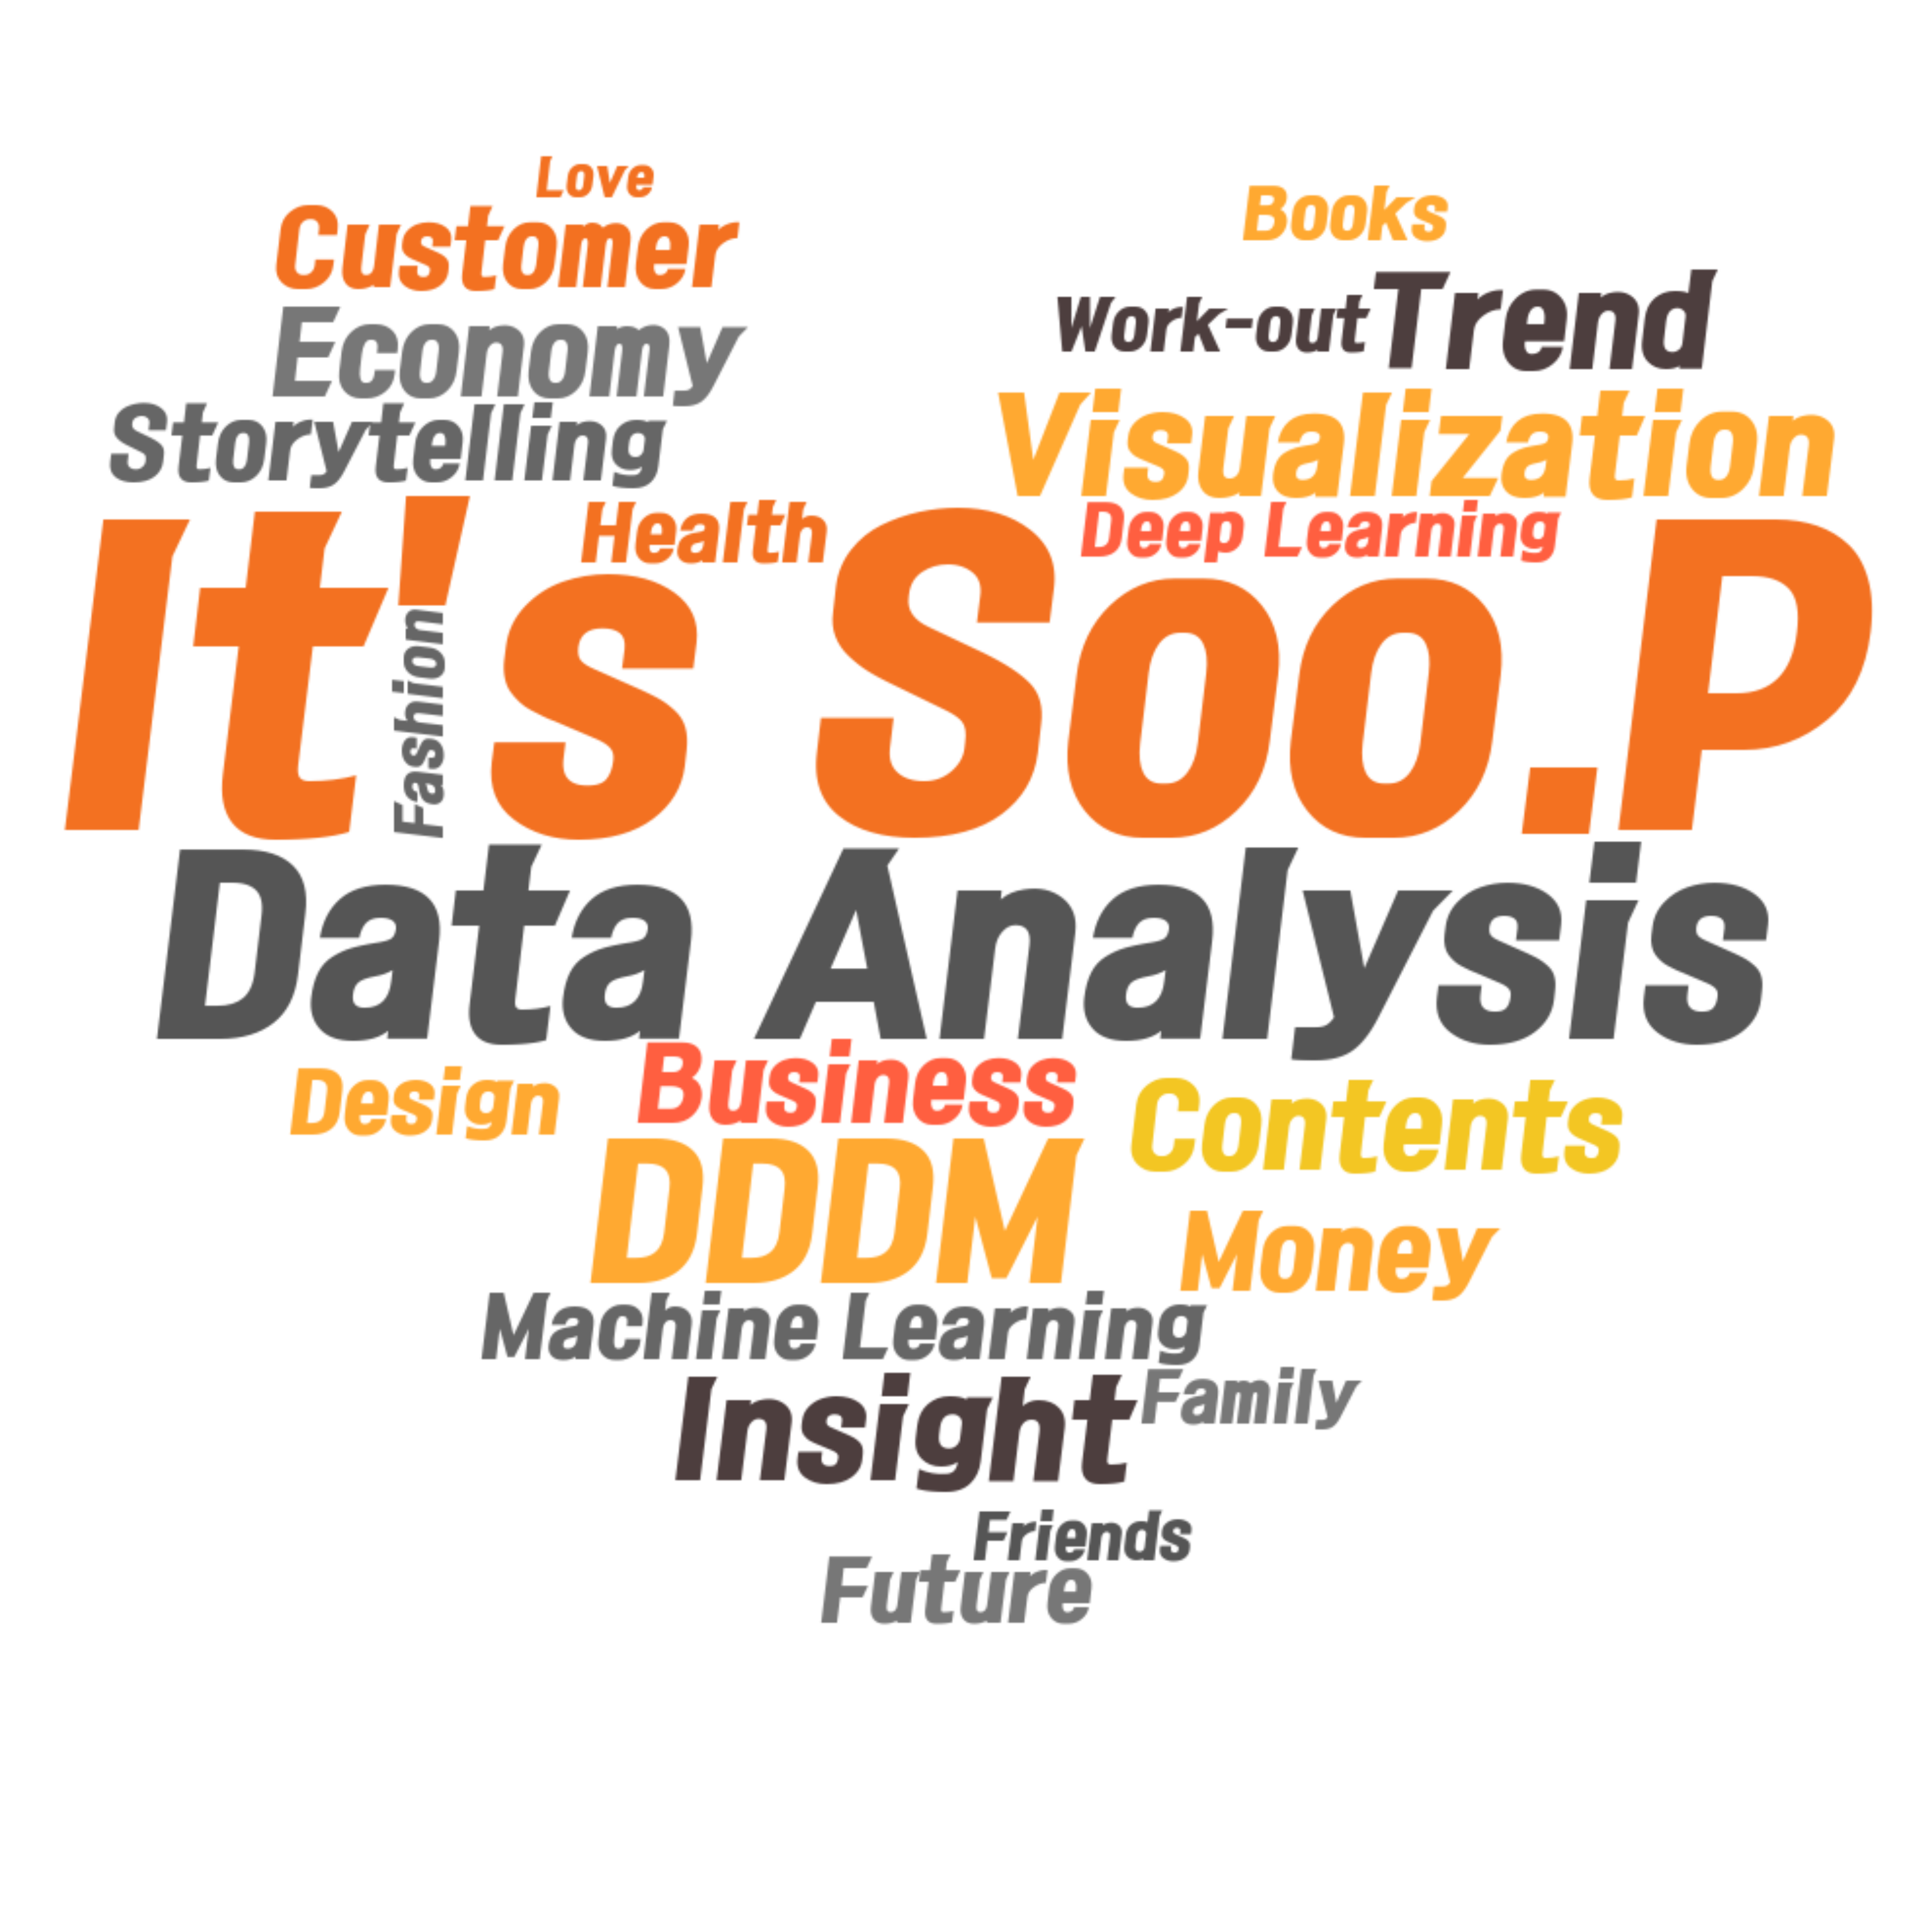 Love
Customer
Books
Economy
Work-out
Trend
Storytelling
Visualization
Health
Deep Learning
It's Soo.P
Fashion
Data Analysis
Design
Business
Contents
DDDM
Money
Machine Learning
Insight
Family
Friends
Future